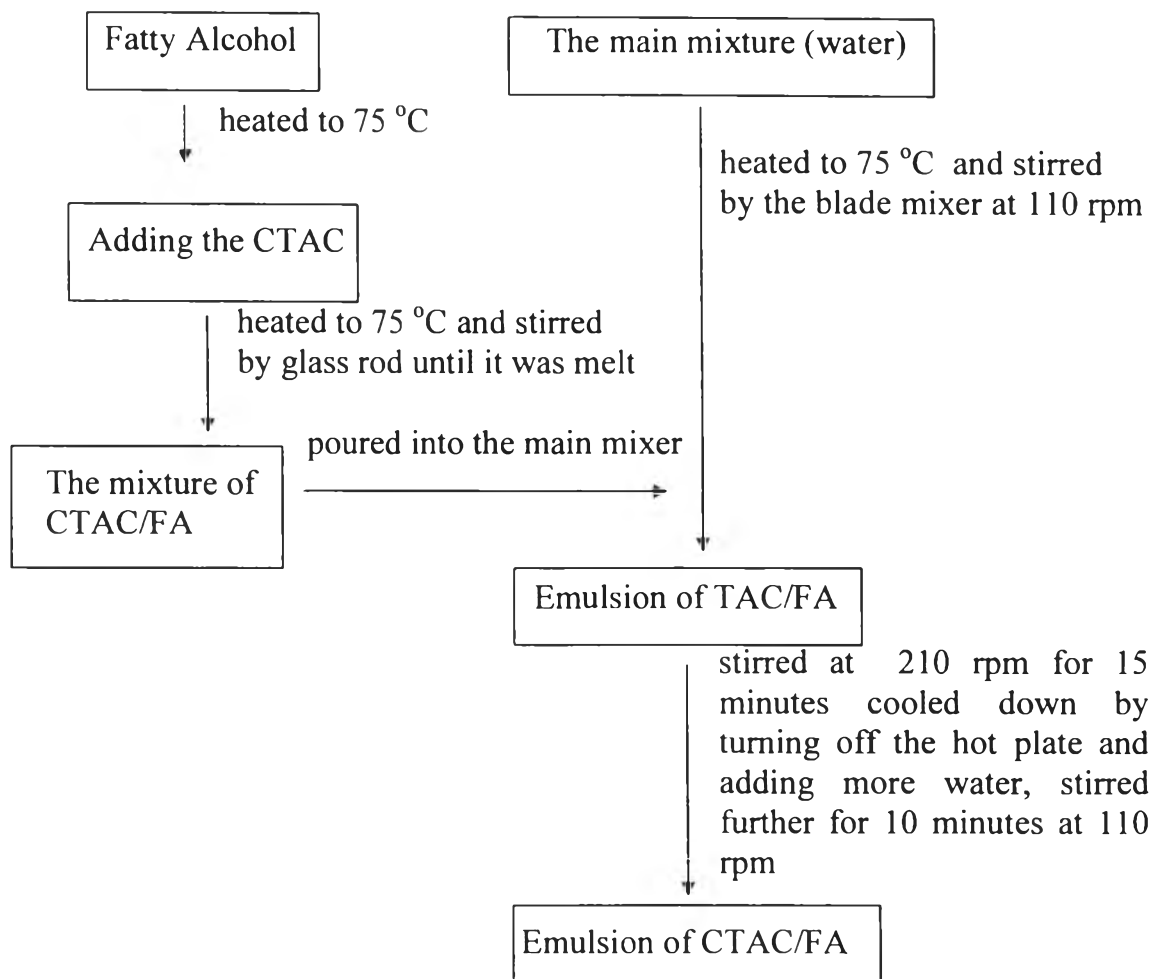 Fatty Alcohol
The main mixture (water)
heated to 75 °C
heated to 75 °C and stirred
by the blade mixer at 110 rpm
Adding the CTAC
heated to 75 °C and stirred
by glass rod until it was melt
poured into the main mixer
The mixture of
CTAC/FA
Emulsion of TAC/FA
stirred at 210 rpm for 15
minutes cooled down by
turning off the hot plate and
adding more water, stirred
further for 10 minutes at 110
rpm
Emulsion of CTAC/FA